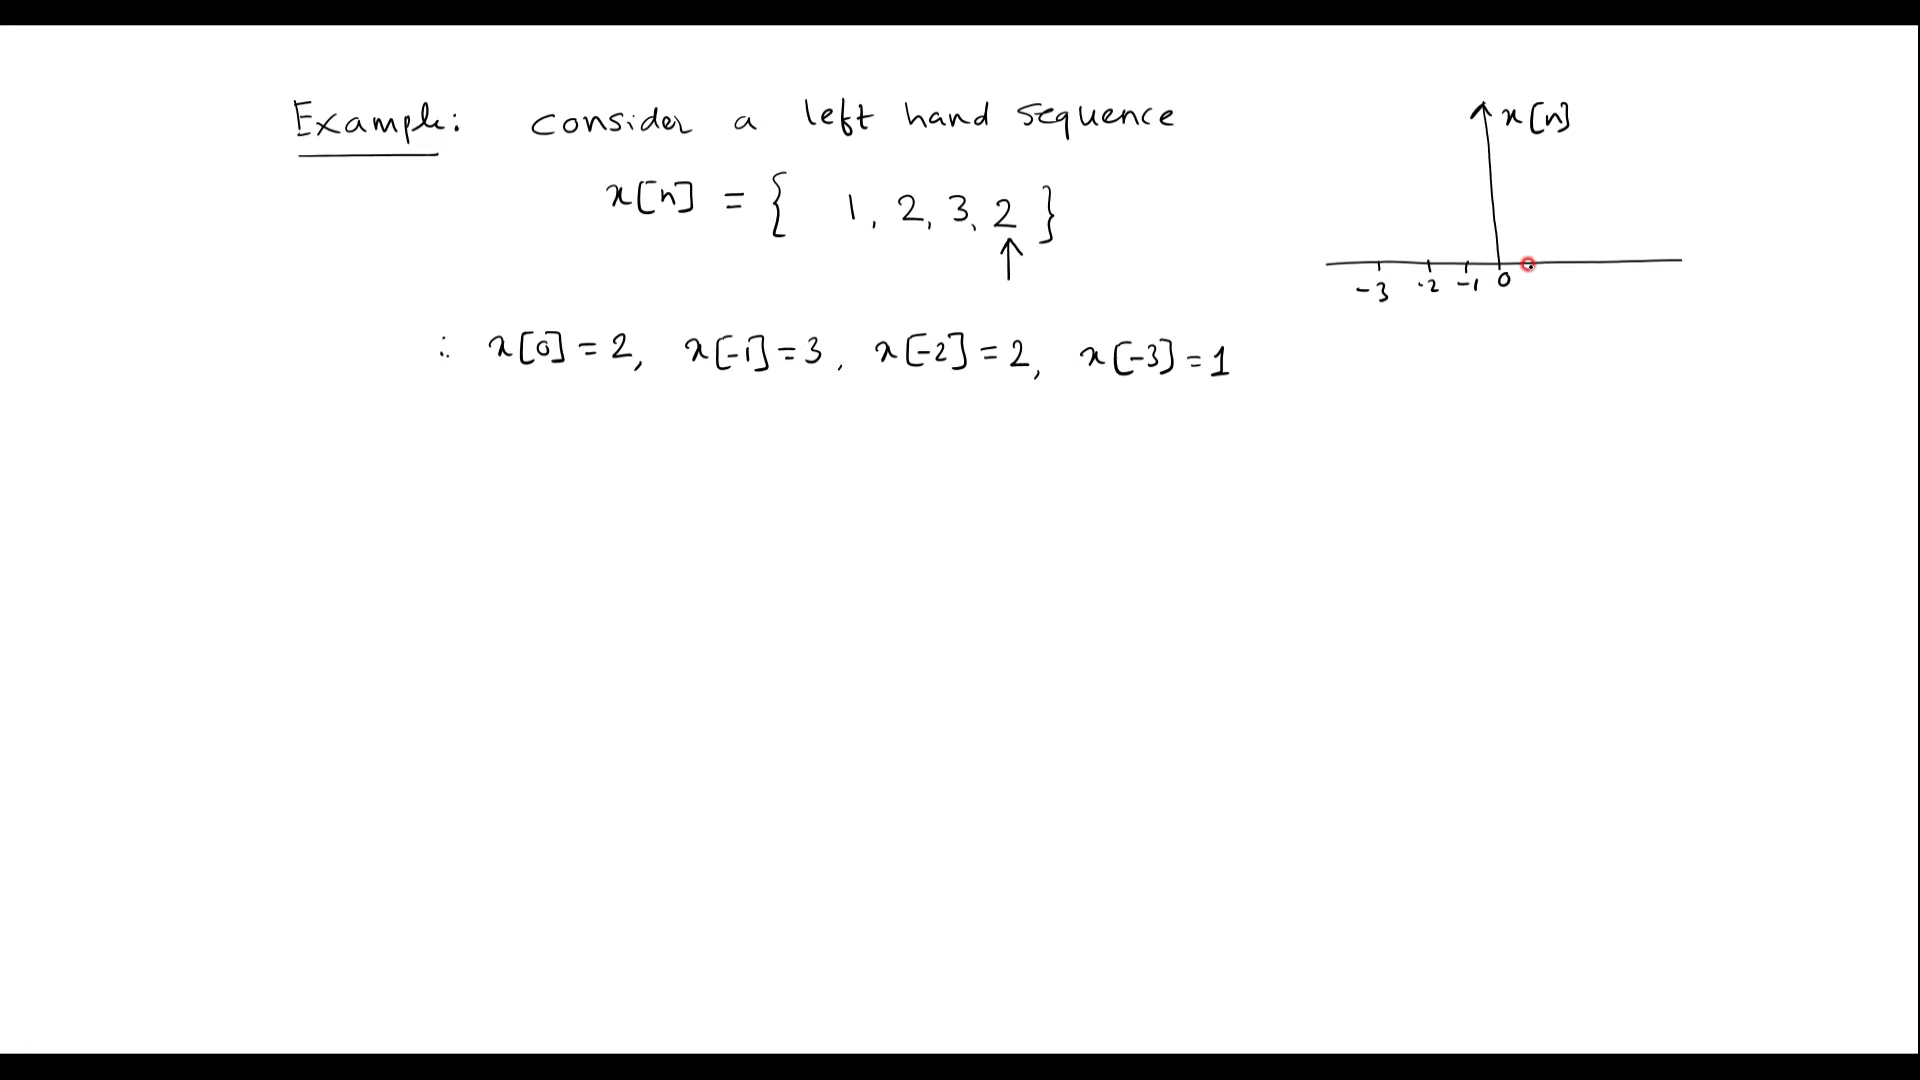 Example: consider a left hand sequence
x[n] = { 1, 2, 3, 2 }
↑
∴ x[0] = 2, x[-1] = 3, x[-2] = 2, x[-3] = 1
x[n]
-3 -2 -1 0